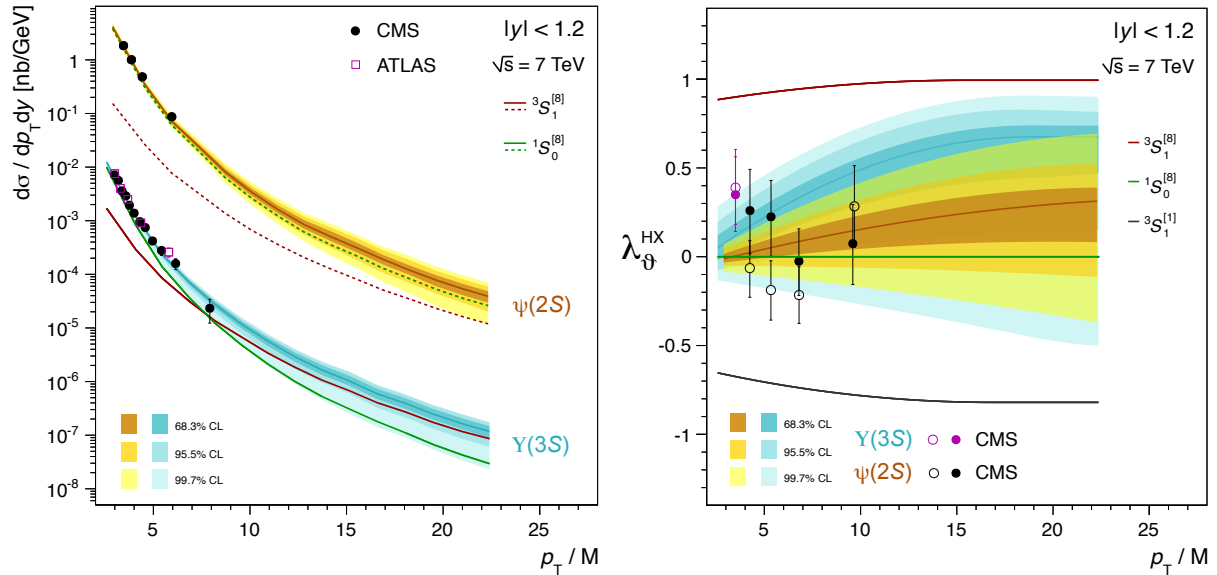 dσ / dp_T dy [nb/GeV]
1
10⁻¹
10⁻²
10⁻³
10⁻⁴
10⁻⁵
10⁻⁶
10⁻⁷
10⁻⁸
CMS
ATLAS
|y| < 1.2
√s = 7 TeV
³S₁^[8]
¹S₀^[8]
ψ(2S)
ϒ(3S)
68.3% CL
95.5% CL
99.7% CL
5 10 15 20 25
p_T / M
λ_ϑ^HX
1
0.5
0
-0.5
-1
|y| < 1.2
√s = 7 TeV
³S₁^[8]
¹S₀^[8]
³S₁^[1]
68.3% CL
95.5% CL
99.7% CL
ϒ(3S) CMS
ψ(2S) CMS
5 10 15 20 25
p_T / M